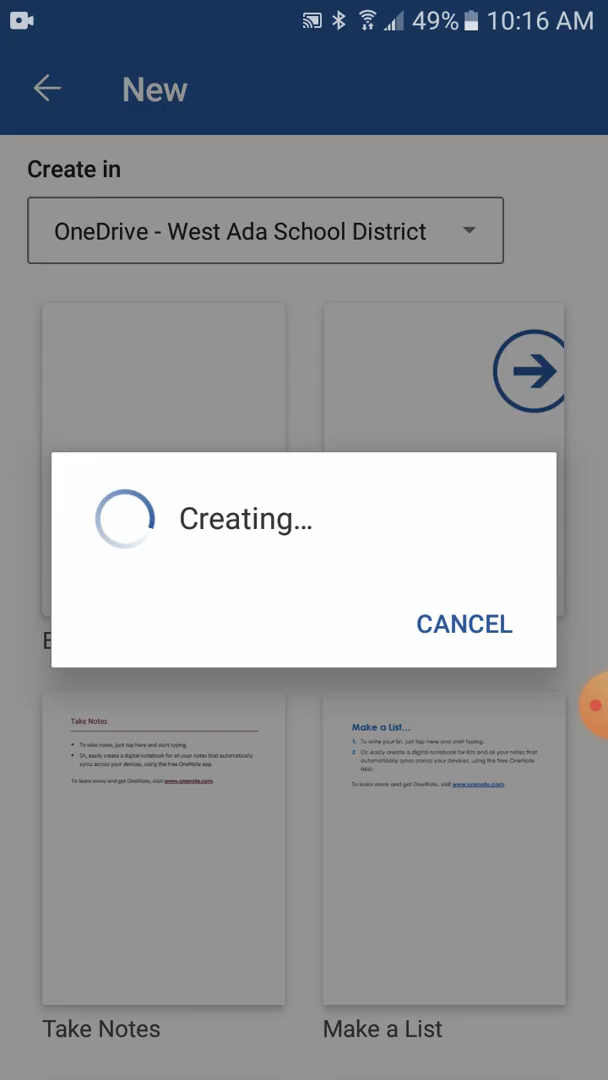 49% 10:16 AM
New
Create in
OneDrive - West Ada School District
Creating...
CANCEL
Take Notes
To take notes, just tap here and start typing.
Or, easily create a digital notebook for all your notes that automatically
syncs across your devices, using the free OneNote app.
To learn more and get OneNote, visit www.onenote.com.
Make a List...
1. To write your list, just tap here and start typing.
2. Or, easily create a digital notebook for lists and all your notes that
automatically syncs across your devices, using the free OneNote
app.
To learn more and get OneNote, visit www.onenote.com.
Take Notes
Make a List